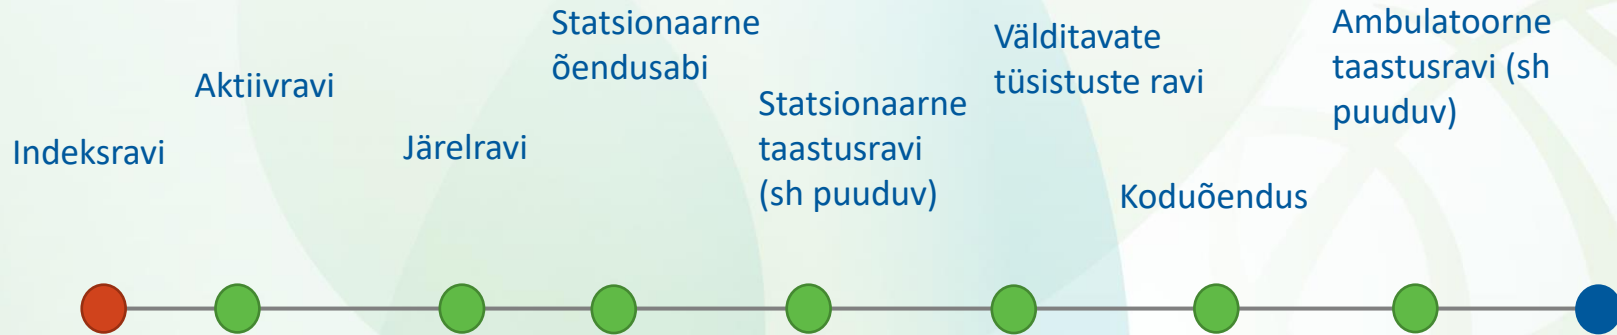 Indeksravi
Aktiivravi
Järelravi
Statsionaarne
õendusabi
Statsionaarne
taastusravi
(sh puuduv)
Välditavate
tüsistuste ravi
Koduõendus
Ambulatoorne
taastusravi (sh
puuduv)